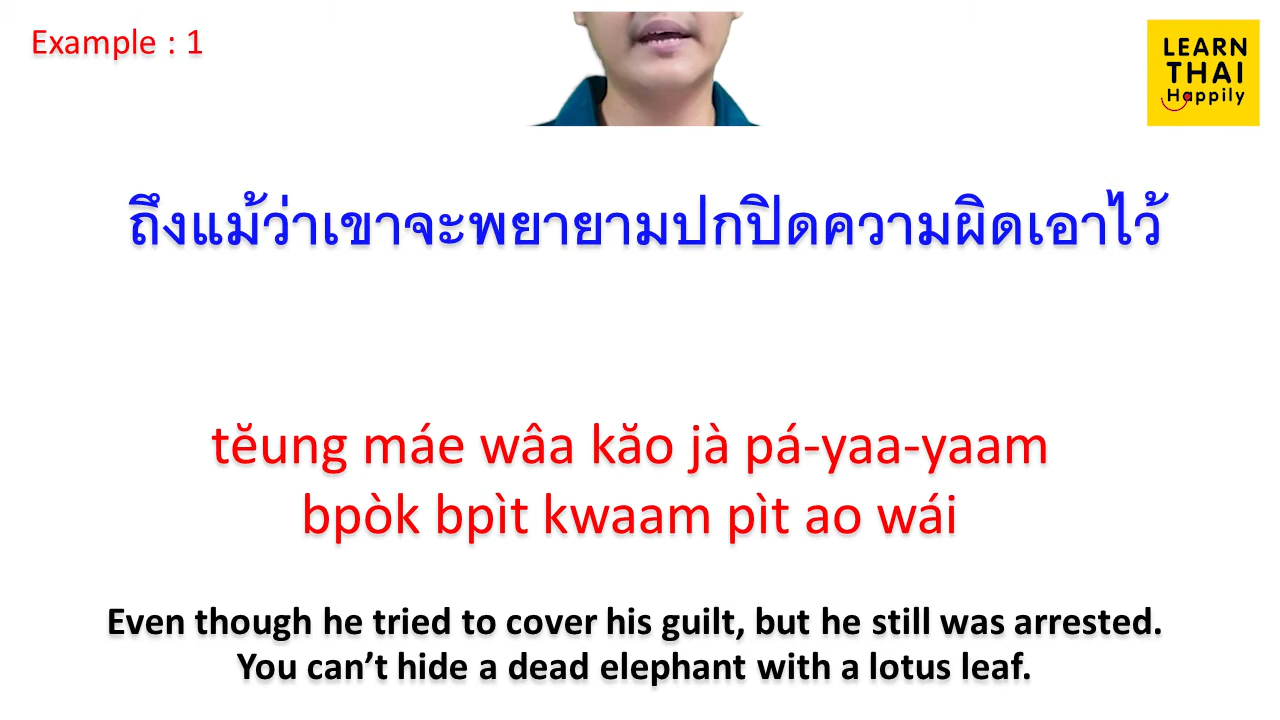 Example : 1
LEARN
THAI
Happily
ถึงแม้ว่าเขาจะพยายามปกปิดความผิดเอาไว้
tĕung máe wâa kăo jà pá-yaa-yaam
bpòk bpìt kwaam pìt ao wái
Even though he tried to cover his guilt, but he still was arrested.
You can’t hide a dead elephant with a lotus leaf.